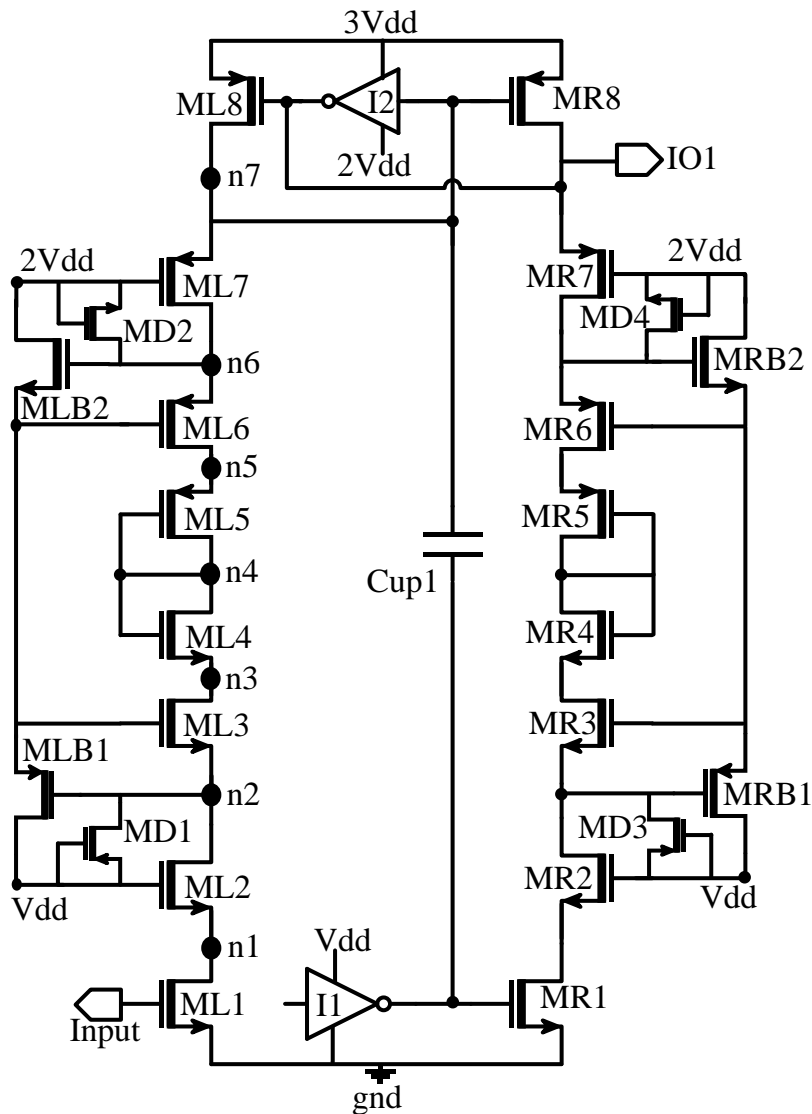 3Vdd
ML8
I2
MR8
2Vdd
IO1
n7
2Vdd
ML7
MR7
2Vdd
MD2
MD4
n6
MLB2
MRB2
ML6
MR6
n5
ML5
MR5
n4
Cup1
ML4
MR4
n3
ML3
MR3
MLB1
n2
MRB1
MD1
MD3
Vdd
ML2
MR2
Vdd
n1
Vdd
ML1
I1
MR1
Input
gnd